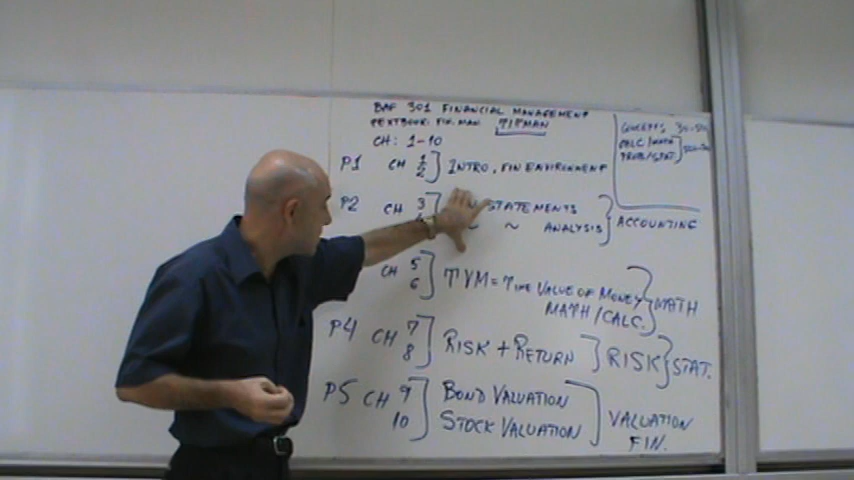 BAF 301 FINANCIAL MANAGEMENT
TEXTBOOK: FIN. MAN. TITMAN
CH: 1-10
CONCEPTS
CALC/MATH
PROB/STAT.
P1 CH 1 2 INTRO. FIN ENVIRONMENT
P2 CH 3 4 STATEMENTS
~ ANALYSIS ACCOUNTING
CH 5 6 TVM = TIME VALUE OF MONEY
MATH/CALC. MATH
P4 CH 7 8 RISK + RETURN RISK STAT.
P5 CH 9 BOND VALUATION
10 STOCK VALUATION VALUATION
FIN.